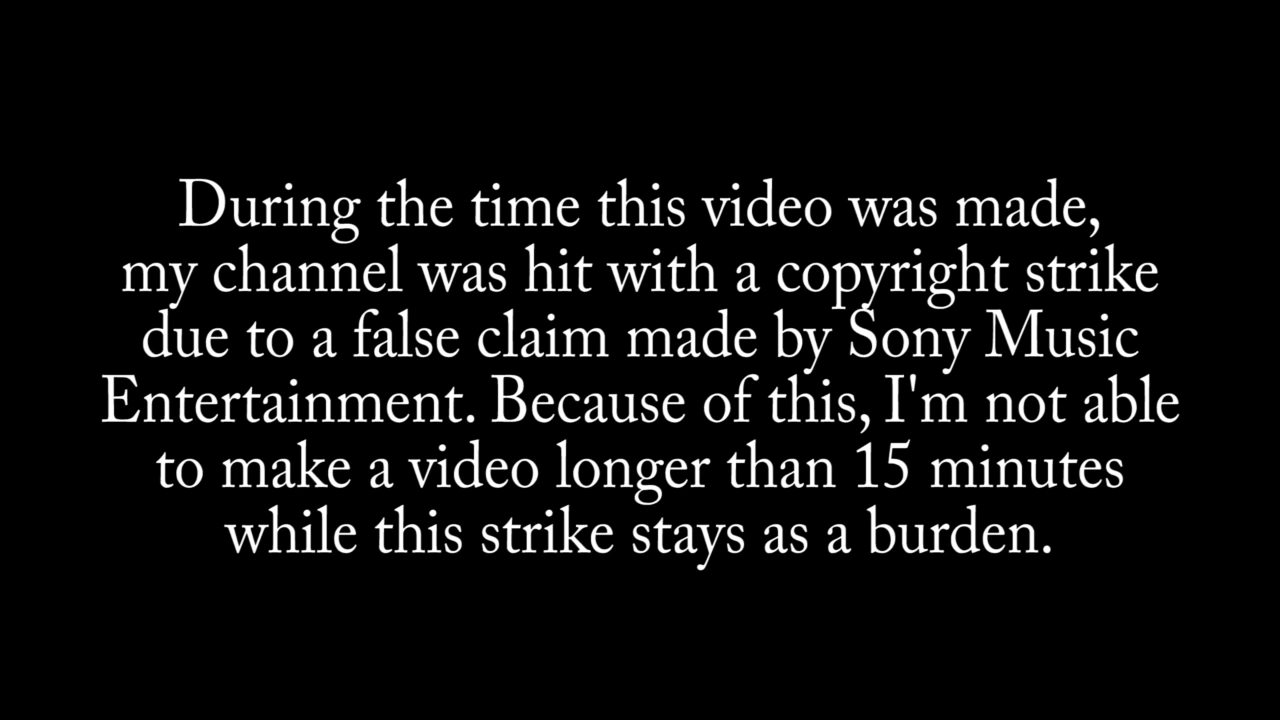 During the time this video was made,
my channel was hit with a copyright strike
due to a false claim made by Sony Music
Entertainment. Because of this, I'm not able
to make a video longer than 15 minutes
while this strike stays as a burden.